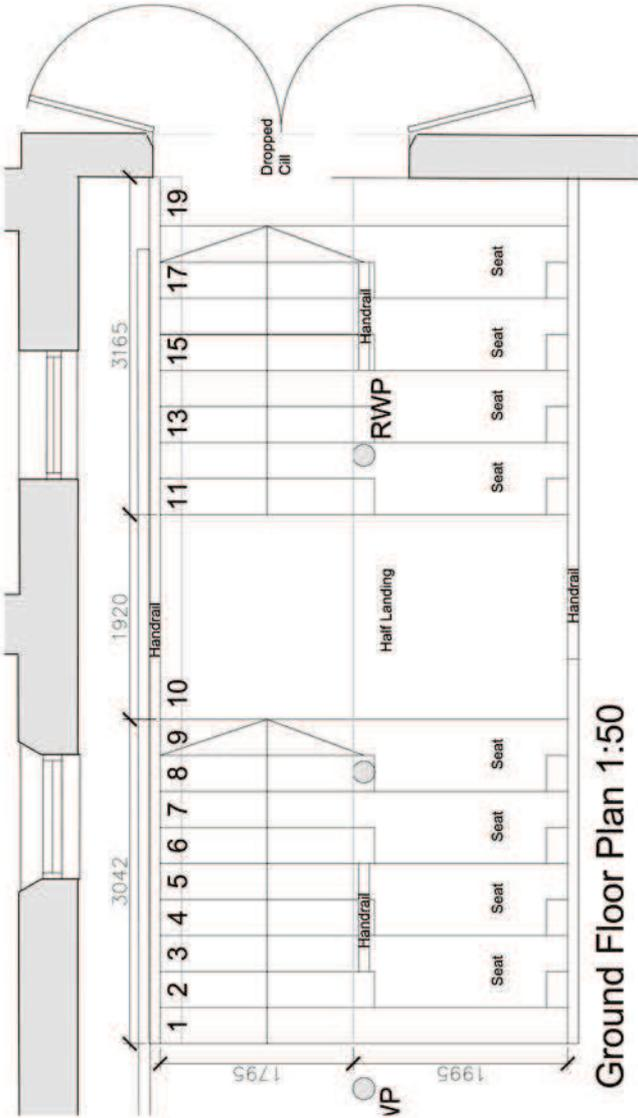 Dropped
Cill
3165
1920
3042
19
17
15
13
11
10
9
8
7
6
5
4
3
2
1
Handrail
Handrail
RWP
Half Landing
Handrail
Handrail
Seat
Seat
Seat
Seat
Seat
Seat
Seat
1795
1995
Ground Floor Plan 1:50